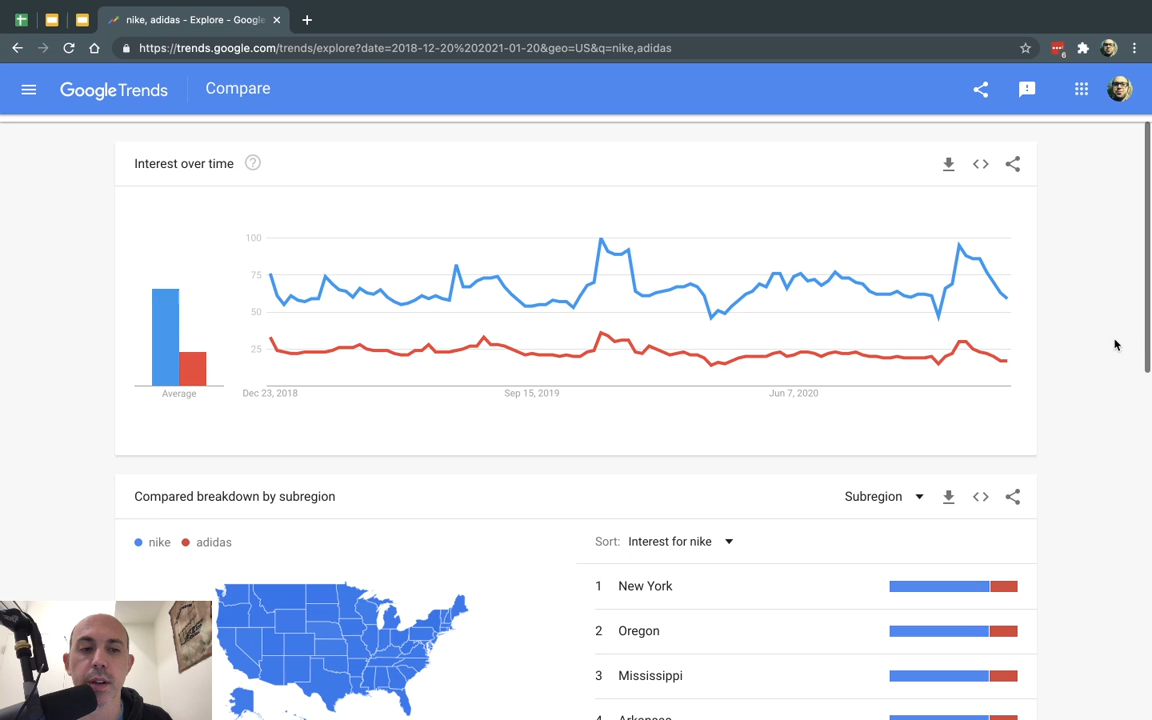 nike, adidas - Explore - Google
https://trends.google.com/trends/explore?date=2018-12-20%202021-01-20&geo=US&q=nike,adidas
6
Google Trends
Compare
Interest over time
?
100
75
50
25
Average
Dec 23, 2018
Sep 15, 2019
Jun 7, 2020
Compared breakdown by subregion
Subregion
nike
adidas
Sort: Interest for nike
1 New York
2 Oregon
3 Mississippi
4 Arkansas